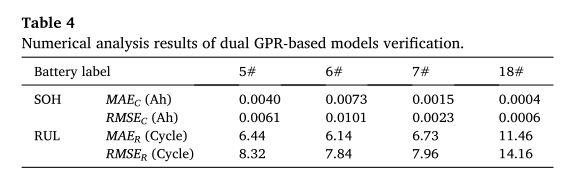 Table 4
Numerical analysis results of dual GPR-based models verification.
Battery label 5# 6# 7# 18#
SOH MAE_C (Ah) 0.0040 0.0073 0.0015 0.0004
RMSE_C (Ah) 0.0061 0.0101 0.0023 0.0006
RUL MAE_R (Cycle) 6.44 6.14 6.73 11.46
RMSE_R (Cycle) 8.32 7.84 7.96 14.16